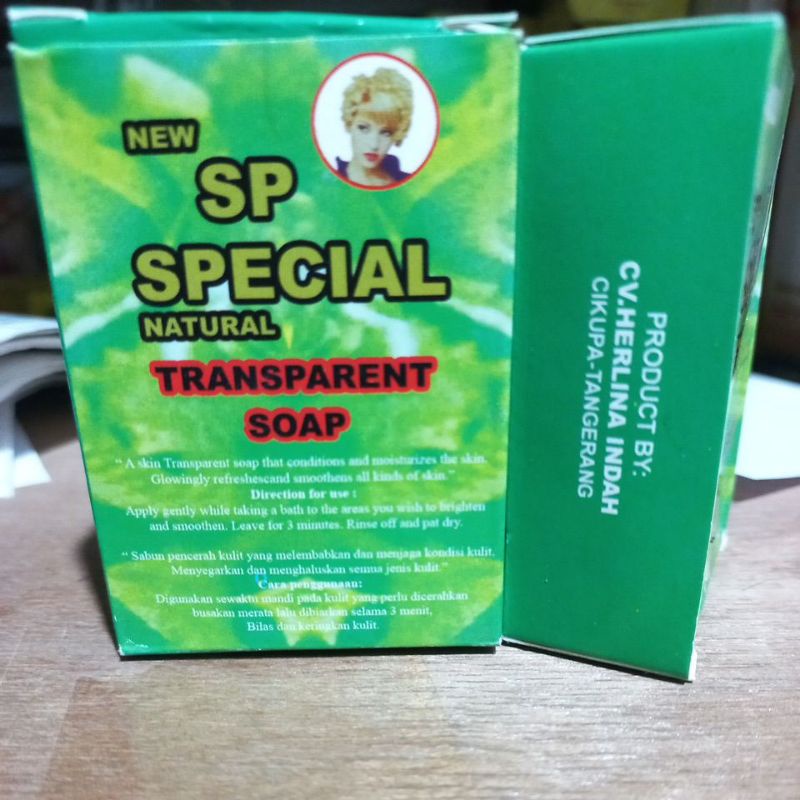 NEW
SP
SPECIAL
NATURAL
TRANSPARENT
SOAP
“ A skin Transparent soap that conditions and moisturizes the skin.
Glowingly refreshescand smoothens all kinds of skin.”
Direction for use :
Apply gently while taking a bath to the areas you wish to brighten
and smoothen. Leave for 3 minutes. Rinse off and pat dry.
“ Sabun pencerah kulit yang melembabkan dan menjaga kondisi kulit.
Menyegarkan dan menghaluskan semua jenis kulit.”
Cara penggunaan:
Digunakan sewaktu mandi pada kulit yang perlu dicerahkan
busakan merata lalu dibiarkan selama 3 menit,
Bilas dan keringkan kulit.
PRODUCT BY:
CV.HERLINA INDAH
CIKUPA-TANGERANG